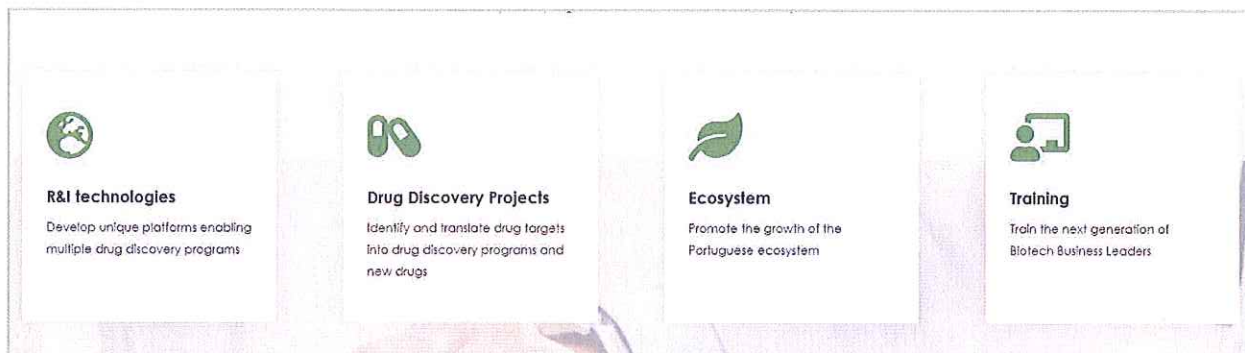 R&I technologies
Develop unique platforms enabling
multiple drug discovery programs
Drug Discovery Projects
Identify and translate drug targets
into drug discovery programs and
new drugs
Ecosystem
Promote the growth of the
Portuguese ecosystem
Training
Train the next generation of
Biotech Business Leaders